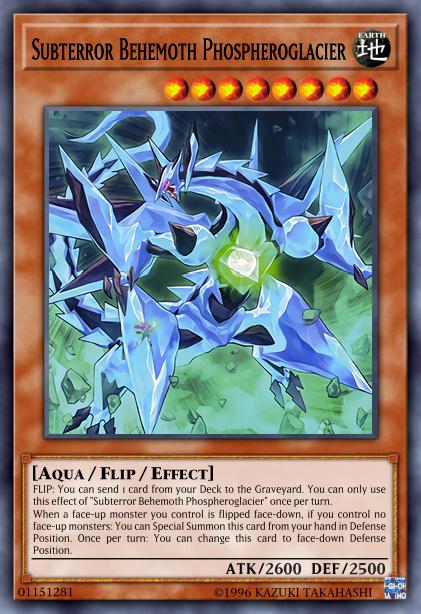 Subterror Behemoth Phospheroglacier
EARTH
地
[Aqua / Flip / Effect]
FLIP: You can send 1 card from your Deck to the Graveyard. You can only use
this effect of "Subterror Behemoth Phospheroglacier" once per turn.
When a face-up monster you control is flipped face-down, if you control no
face-up monsters: You can Special Summon this card from your hand in Defense
Position. Once per turn: You can change this card to face-down Defense
Position.
ATK/2600 DEF/2500
01151281
©1996 KAZUKI TAKAHASHI